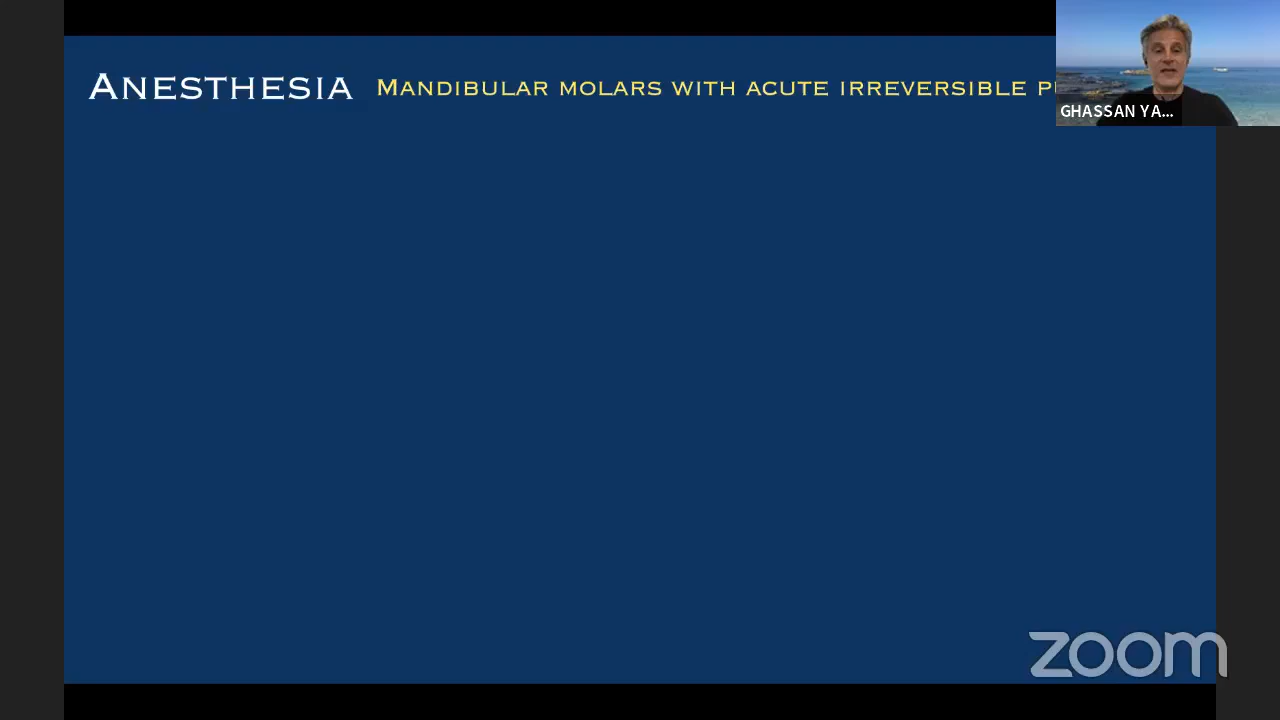 ANESTHESIA MANDIBULAR MOLARS WITH ACUTE IRREVERSIBLE
GHASSAN YA...
zoom